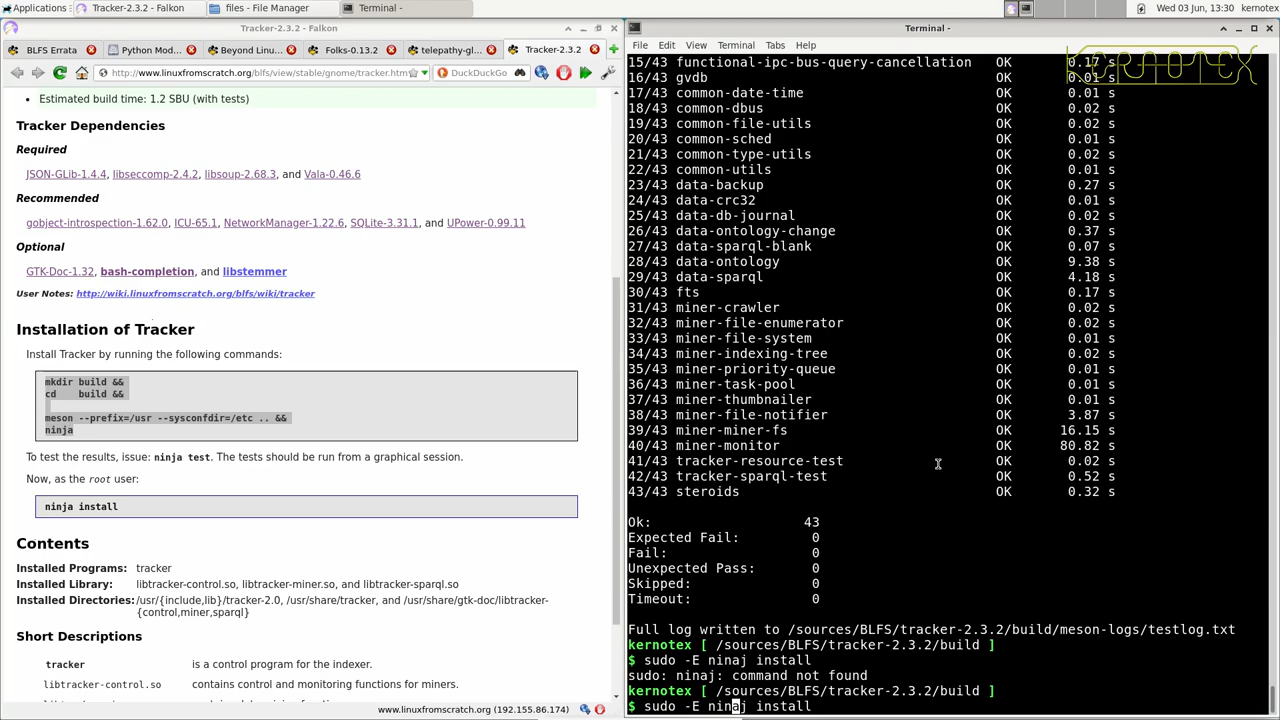 Applications
Tracker-2.3.2 - Falkon
files - File Manager
Terminal -
Wed 03 Jun, 13:30
kernotex
Tracker-2.3.2 - Falkon
BLFS Errata
Python Mod...
Beyond Linu...
Folks-0.13.2
telepathy-gl...
Tracker-2.3.2
http://www.linuxfromscratch.org/blfs/view/stable/gnome/tracker.htm
DuckDuckGo
• Estimated build time: 1.2 SBU (with tests)
Tracker Dependencies
Required
JSON-GLib-1.4.4, libseccomp-2.4.2, libsoup-2.68.3, and Vala-0.46.6
Recommended
gobject-introspection-1.62.0, ICU-65.1, NetworkManager-1.22.6, SQLite-3.31.1, and UPower-0.99.11
Optional
GTK-Doc-1.32, bash-completion, and libstemmer
User Notes: http://wiki.linuxfromscratch.org/blfs/wiki/tracker
Installation of Tracker
Install Tracker by running the following commands:
mkdir build &&
cd    build &&
meson --prefix=/usr --sysconfdir=/etc .. &&
ninja
To test the results, issue: ninja test. The tests should be run from a graphical session.
Now, as the root user:
ninja install
Contents
Installed Programs: tracker
Installed Library: libtracker-control.so, libtracker-miner.so, and libtracker-sparql.so
Installed Directories: /usr/{include,lib}/tracker-2.0, /usr/share/tracker, and /usr/share/gtk-doc/libtracker-
{control,miner,sparql}
Short Descriptions
tracker is a control program for the indexer.
libtracker-control.so contains control and monitoring functions for miners.
www.linuxfromscratch.org (192.155.86.174)
Terminal -
File Edit View Terminal Tabs Help
KERNOTEX
15/43 functional-ipc-bus-query-cancellation OK 0.17 s
16/43 gvdb OK 0.01 s
17/43 common-date-time OK 0.01 s
18/43 common-dbus OK 0.02 s
19/43 common-file-utils OK 0.01 s
20/43 common-sched OK 0.01 s
21/43 common-type-utils OK 0.02 s
22/43 common-utils OK 0.01 s
23/43 data-backup OK 0.27 s
24/43 data-crc32 OK 0.01 s
25/43 data-db-journal OK 0.02 s
26/43 data-ontology-change OK 0.37 s
27/43 data-sparql-blank OK 0.07 s
28/43 data-ontology OK 9.38 s
29/43 data-sparql OK 4.18 s
30/43 fts OK 0.17 s
31/43 miner-crawler OK 0.02 s
32/43 miner-file-enumerator OK 0.02 s
33/43 miner-file-system OK 0.01 s
34/43 miner-indexing-tree OK 0.02 s
35/43 miner-priority-queue OK 0.01 s
36/43 miner-task-pool OK 0.01 s
37/43 miner-thumbnailer OK 0.01 s
38/43 miner-file-notifier OK 3.87 s
39/43 miner-miner-fs OK 16.15 s
40/43 miner-monitor OK 80.82 s
41/43 tracker-resource-test OK 0.02 s
42/43 tracker-sparql-test OK 0.52 s
43/43 steroids OK 0.32 s
Ok: 43
Expected Fail: 0
Fail: 0
Unexpected Pass: 0
Skipped: 0
Timeout: 0
Full log written to /sources/BLFS/tracker-2.3.2/build/meson-logs/testlog.txt
kernotex [ /sources/BLFS/tracker-2.3.2/build ]
$ sudo -E ninaj install
sudo: ninaj: command not found
kernotex [ /sources/BLFS/tracker-2.3.2/build ]
$ sudo -E ninaj install